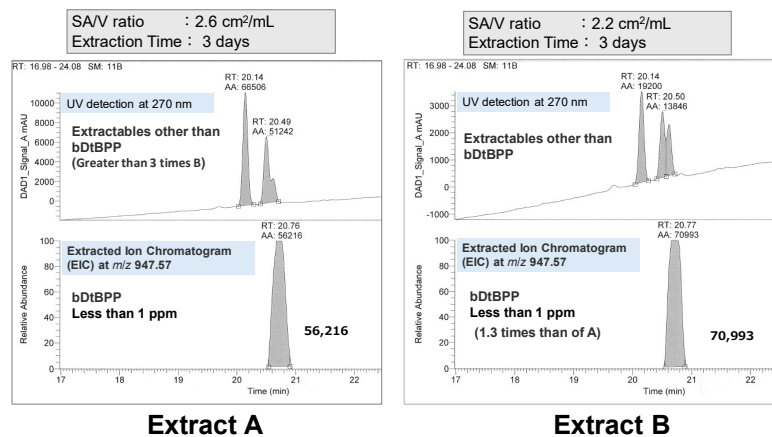 SA/V ratio : 2.6 cm²/mL
Extraction Time : 3 days
RT: 16.98 - 24.08 SM: 11B
RT: 20.14
AA: 66506
UV detection at 270 nm
RT: 20.49
AA: 51242
Extractables other than
bDtBPP
(Greater than 3 times B)
DAD1_Signal_A mAU
10000
8000
6000
4000
2000
0
RT: 20.76
AA: 56216
Extracted Ion Chromatogram
(EIC) at m/z 947.57
bDtBPP
Less than 1 ppm
56,216
Relative Abundance
100
80
60
40
20
0
17 18 19 20 21 22
Time (min)
Extract A
SA/V ratio : 2.2 cm²/mL
Extraction Time : 3 days
RT: 16.98 - 24.08 SM: 11B
RT: 20.14
AA: 19200
UV detection at 270 nm
RT: 20.50
AA: 13846
Extractables other than
bDtBPP
DAD1_Signal_A mAU
3000
2000
1000
0
-1000
RT: 20.77
AA: 70993
Extracted Ion Chromatogram
(EIC) at m/z 947.57
bDtBPP
Less than 1 ppm
(1.3 times than of A)
70,993
Relative Abundance
100
80
60
40
20
0
17 18 19 20 21 22
Time (min)
Extract B